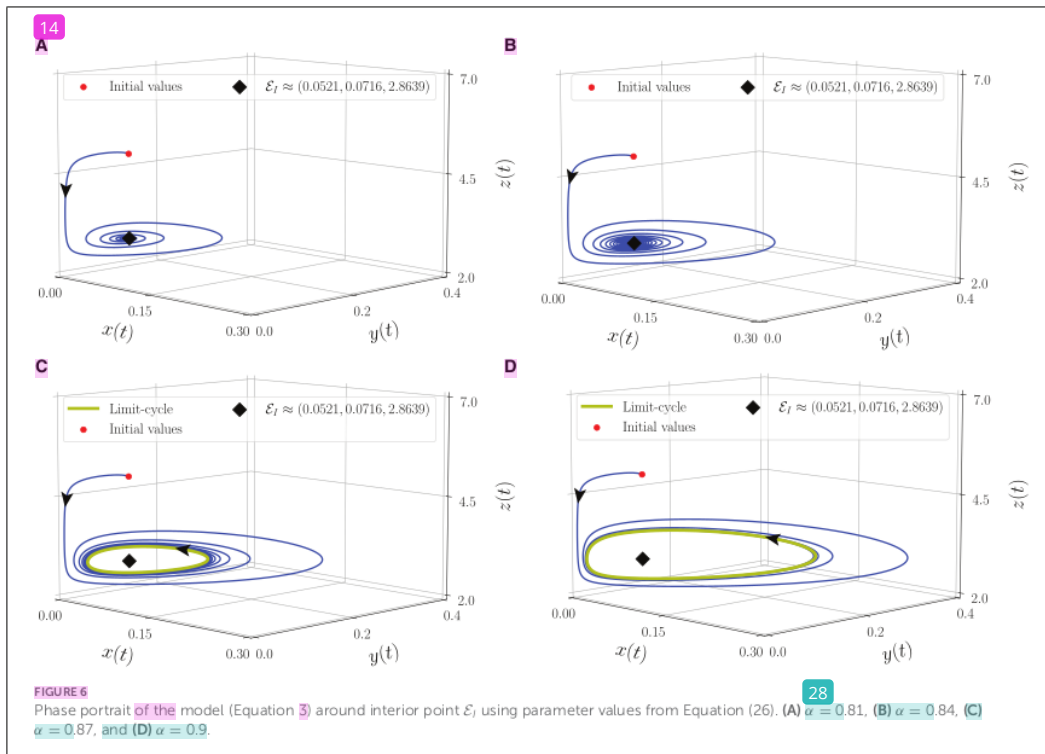 14
A
Initial values
ℰI ≈ (0.0521, 0.0716, 2.8639)
7.0
4.5
2.0
z(t)
0.00
0.15
0.30
x(t)
0.0
0.2
0.4
y(t)
B
Initial values
ℰI ≈ (0.0521, 0.0716, 2.8639)
7.0
4.5
2.0
z(t)
0.00
0.15
0.30
x(t)
0.0
0.2
0.4
y(t)
C
Limit-cycle
Initial values
ℰI ≈ (0.0521, 0.0716, 2.8639)
7.0
4.5
2.0
z(t)
0.00
0.15
0.30
x(t)
0.0
0.2
0.4
y(t)
D
Limit-cycle
Initial values
ℰI ≈ (0.0521, 0.0716, 2.8639)
7.0
4.5
2.0
z(t)
0.00
0.15
0.30
x(t)
0.0
0.2
0.4
y(t)
FIGURE 6
28
Phase portrait of the model (Equation 3) around interior point ℰI using parameter values from Equation (26). (A) α = 0.81, (B) α = 0.84, (C)
α = 0.87, and (D) α = 0.9.